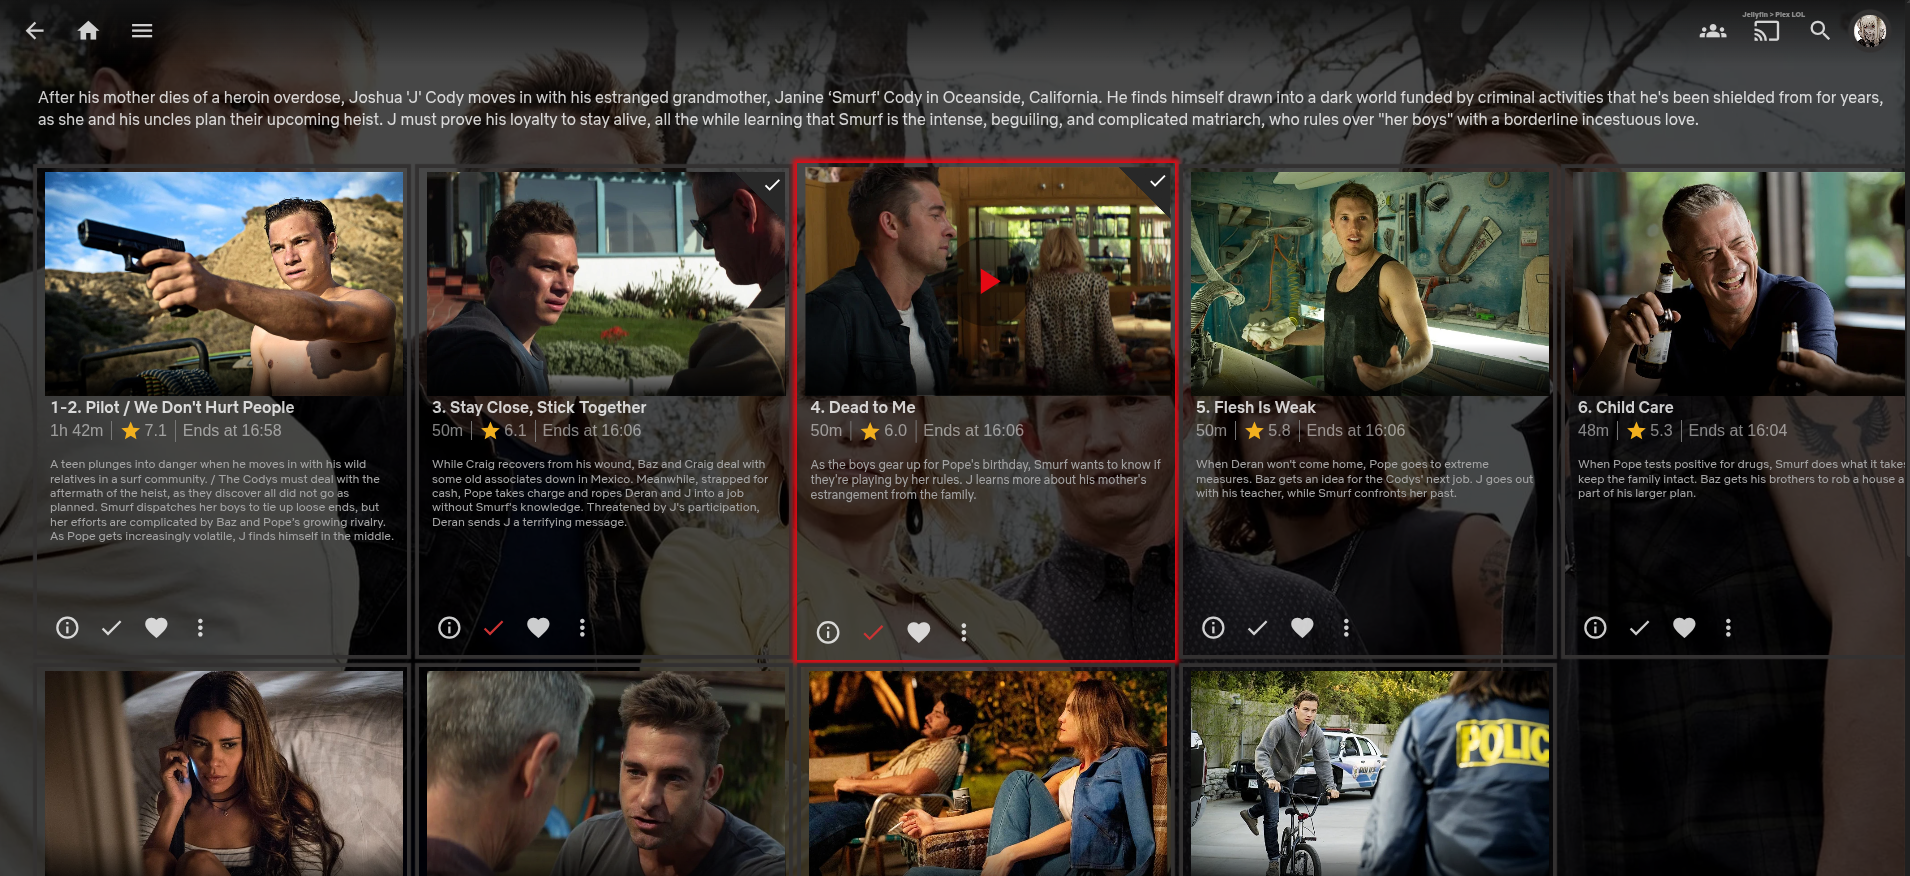 Jellyfin > Plex LOL
After his mother dies of a heroin overdose, Joshua 'J' Cody moves in with his estranged grandmother, Janine ‘Smurf' Cody in Oceanside, California. He finds himself drawn into a dark world funded by criminal activities that he's been shielded from for years,
as she and his uncles plan their upcoming heist. J must prove his loyalty to stay alive, all the while learning that Smurf is the intense, beguiling, and complicated matriarch, who rules over "her boys" with a borderline incestuous love.
1-2. Pilot / We Don't Hurt People
1h 42m 7.1 Ends at 16:58
A teen plunges into danger when he moves in with his wild
relatives in a surf community. / The Codys must deal with the
aftermath of the heist, as they discover all did not go as
planned. Smurf dispatches her boys to tie up loose ends, but
her efforts are complicated by Baz and Pope's growing rivalry.
As Pope gets increasingly volatile, J finds himself in the middle.
3. Stay Close, Stick Together
50m 6.1 Ends at 16:06
While Craig recovers from his wound, Baz and Craig deal with
some old associates down in Mexico. Meanwhile, strapped for
cash, Pope takes charge and ropes Deran and J into a job
without Smurf's knowledge. Threatened by J's participation,
Deran sends J a terrifying message.
4. Dead to Me
50m 6.0 Ends at 16:06
As the boys gear up for Pope's birthday, Smurf wants to know if
they're playing by her rules. J learns more about his mother's
estrangement from the family.
5. Flesh Is Weak
50m 5.8 Ends at 16:06
When Deran won't come home, Pope goes to extreme
measures. Baz gets an idea for the Codys' next job. J goes out
with his teacher, while Smurf confronts her past.
6. Child Care
48m 5.3 Ends at 16:04
When Pope tests positive for drugs, Smurf does what it takes
keep the family intact. Baz gets his brothers to rob a house a
part of his larger plan.
POLIC